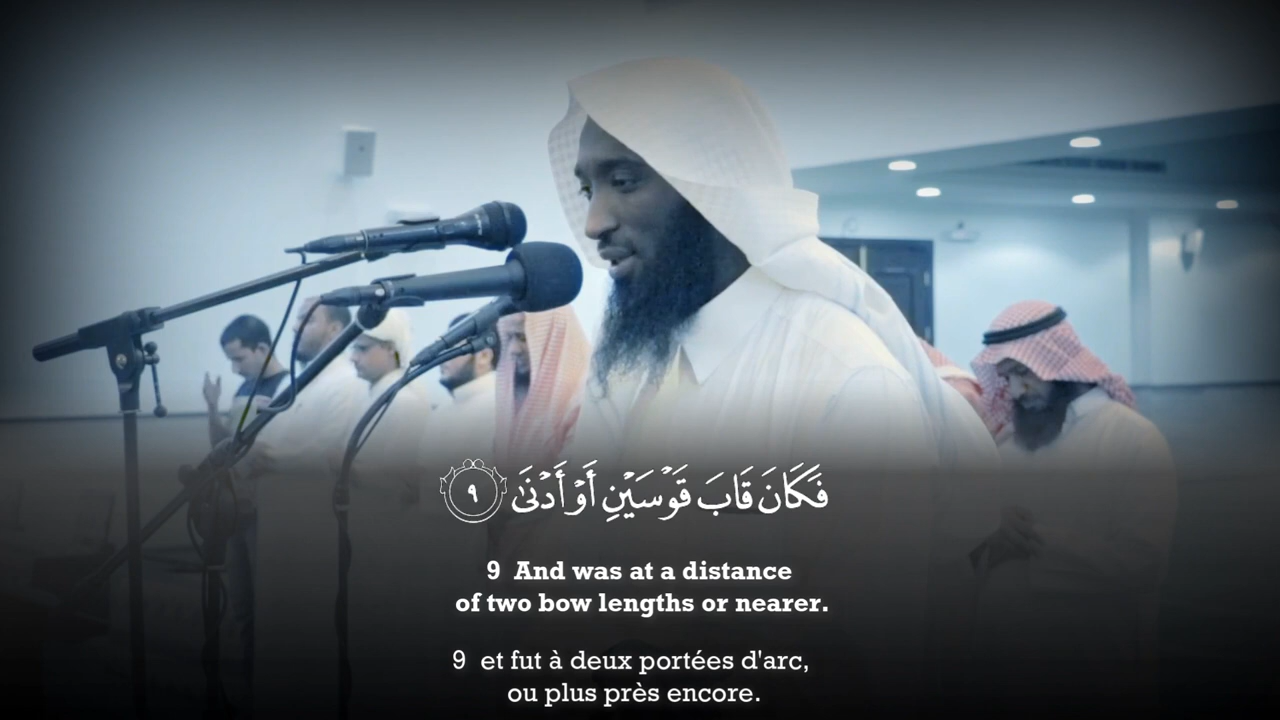 فَكَانَ قَابَ قَوْسَيْنِ أَوْ أَدْنَىٰ ٩
9 And was at a distance
of two bow lengths or nearer.
9 et fut à deux portées d'arc,
ou plus près encore.